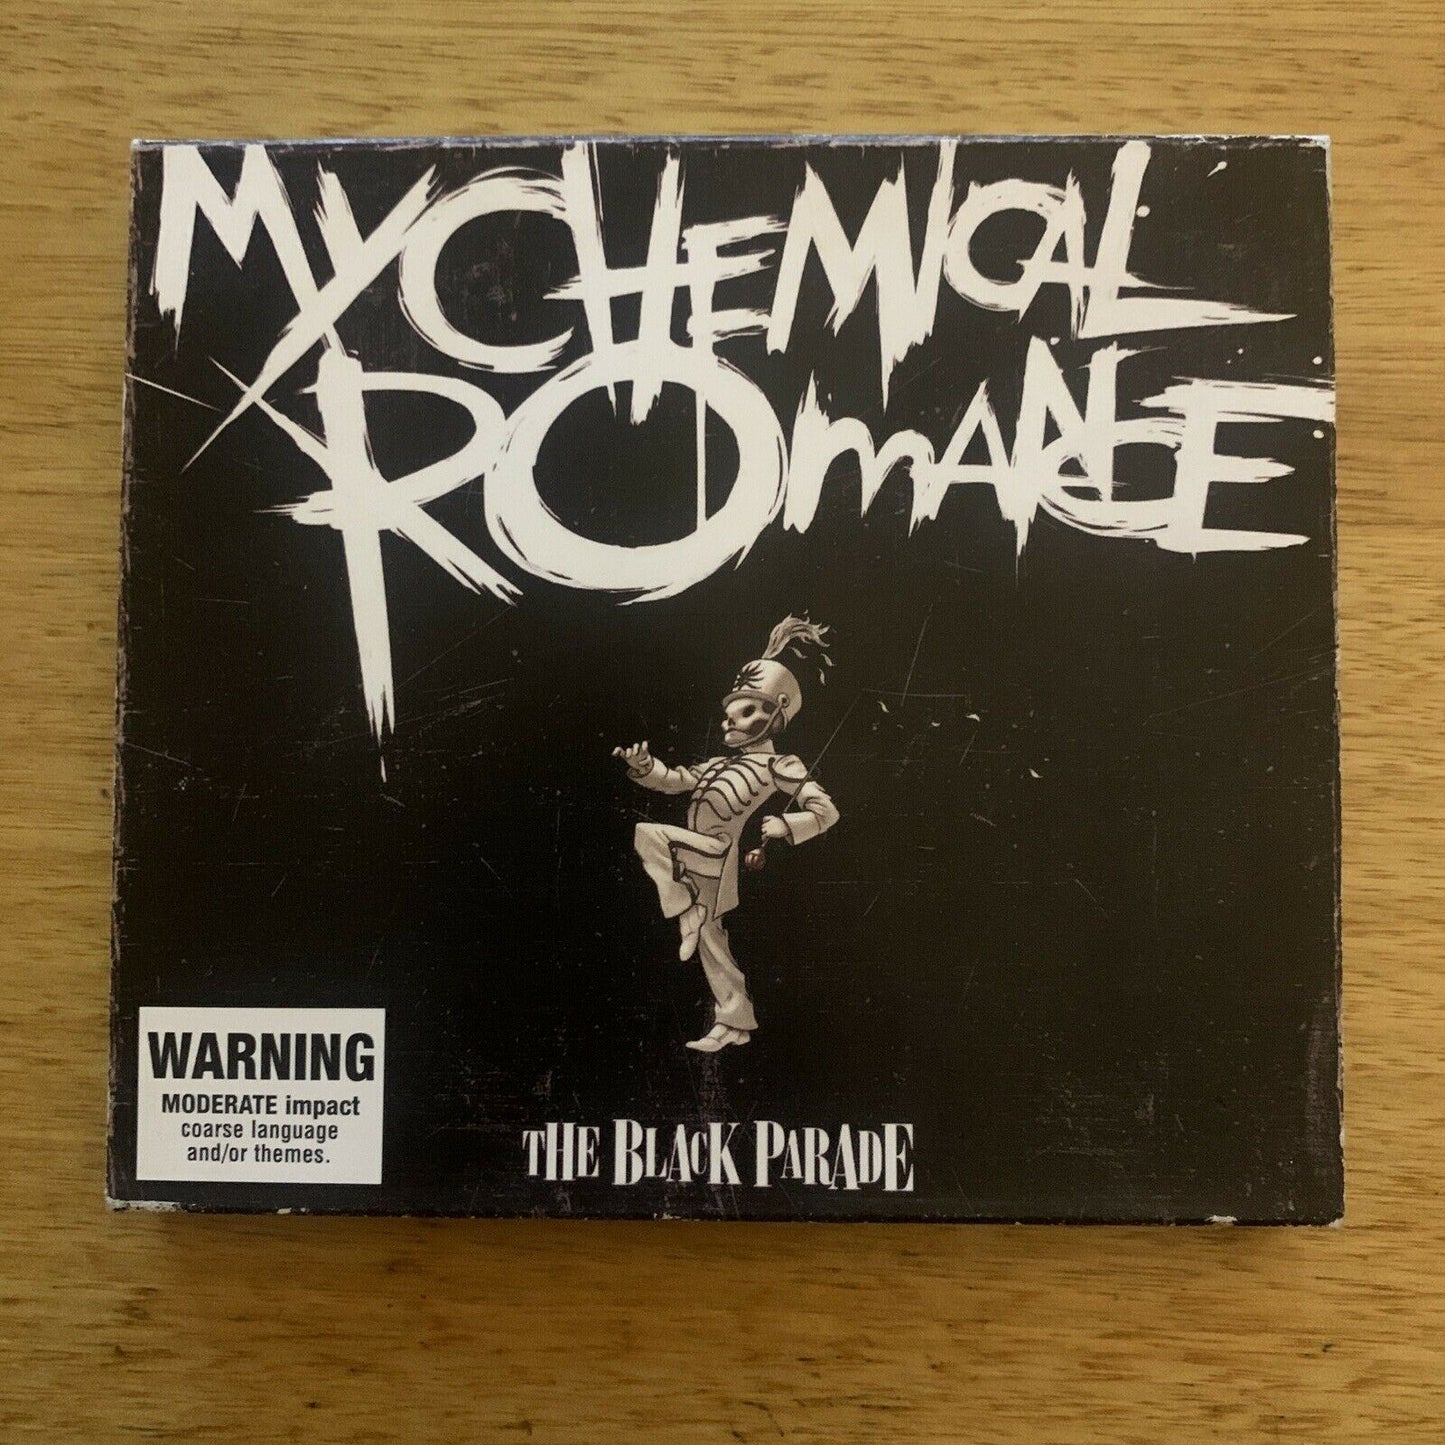 MY CHEMICAL
ROMANCE
WARNING
MODERATE impact
coarse language
and/or themes.
THE BLACK PARADE